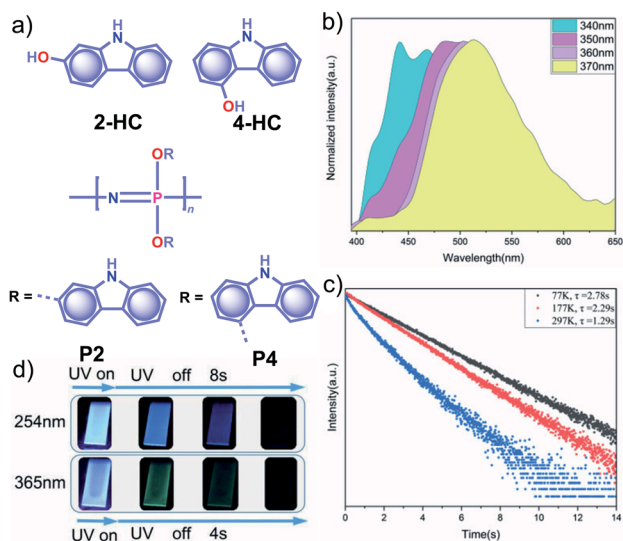 a)
H
N
HO
2-HC
H
N
OH
4-HC
OR
N
P
n
OR
R =
H
N
P2
R =
H
N
P4
b)
Normalized intensity(a.u.)
340nm
350nm
360nm
370nm
400 450 500 550 600 650
Wavelength(nm)
c)
Intensity(a.u.)
77K, τ =2.78s
177K, τ =2.29s
297K, τ =1.29s
0 2 4 6 8 10 12 14
Time(s)
d)
UV on UV off 8s
254nm
365nm
UV on UV off 4s